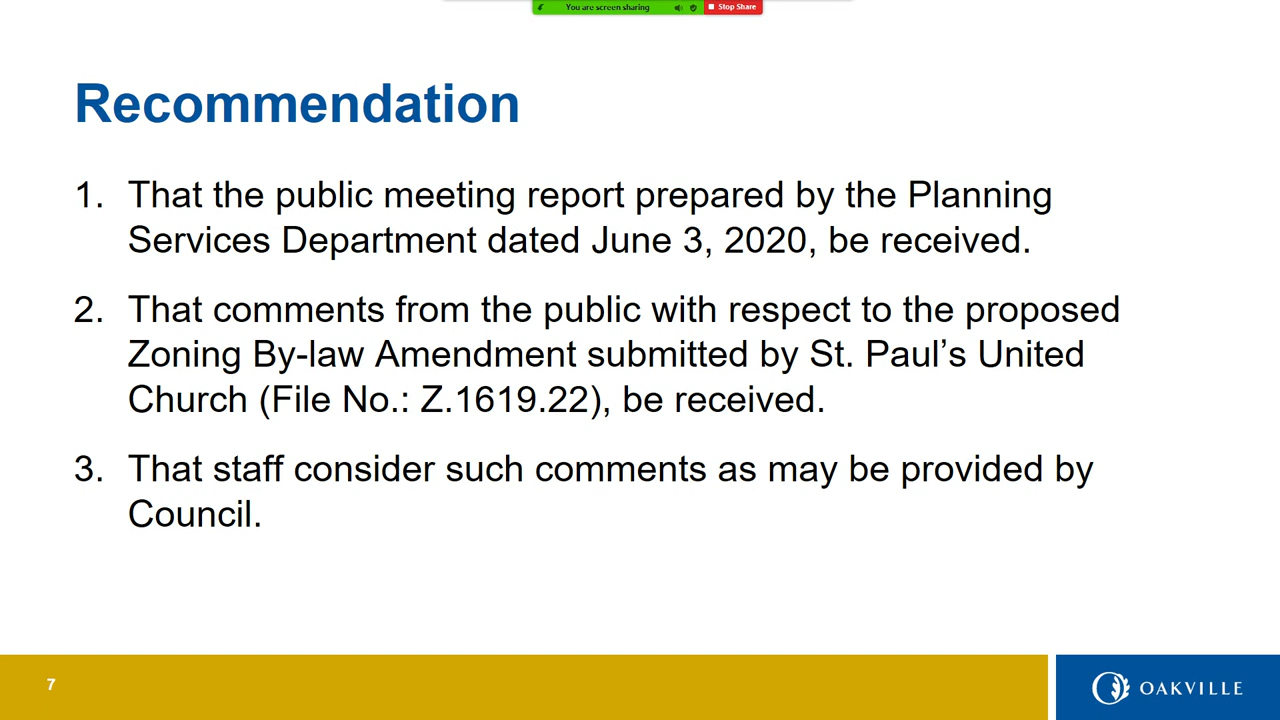 You are screen sharing
Stop Share
Recommendation
1. That the public meeting report prepared by the Planning
Services Department dated June 3, 2020, be received.
2. That comments from the public with respect to the proposed
Zoning By-law Amendment submitted by St. Paul’s United
Church (File No.: Z.1619.22), be received.
3. That staff consider such comments as may be provided by
Council.
7
OAKVILLE